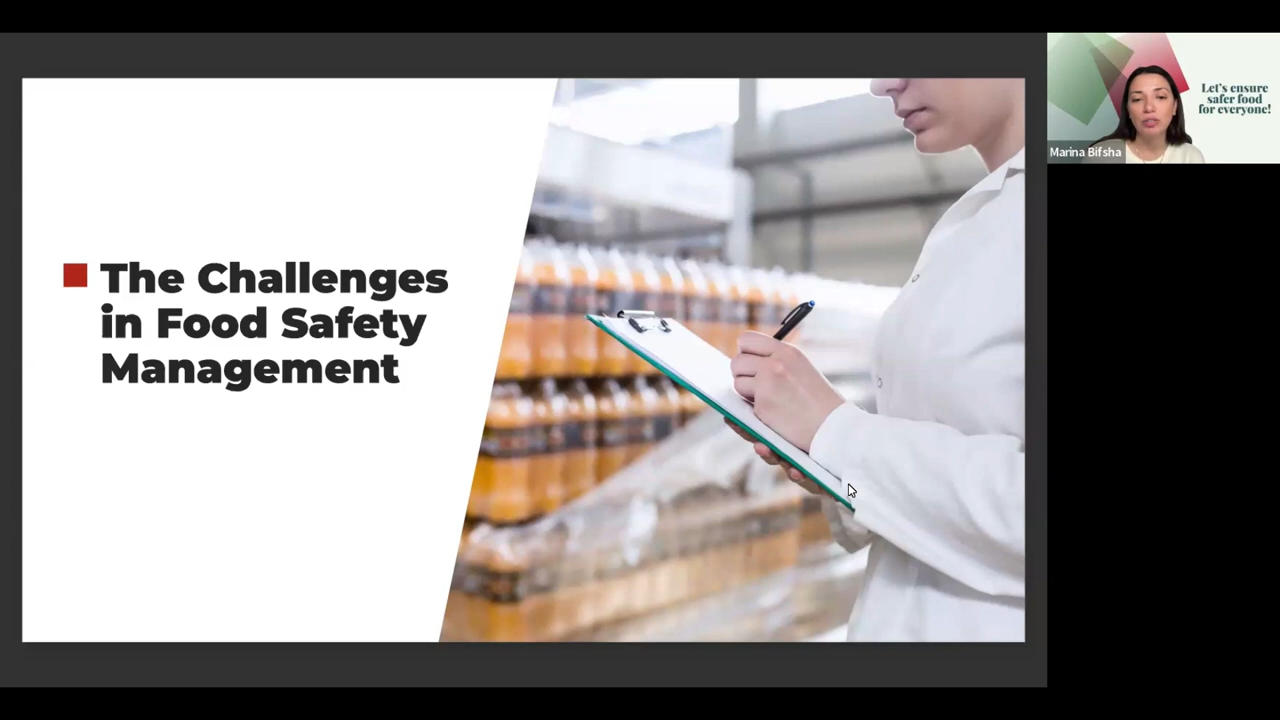 The Challenges
in Food Safety
Management
Let's ensure
safer food
for everyone!
Marina Bifsha